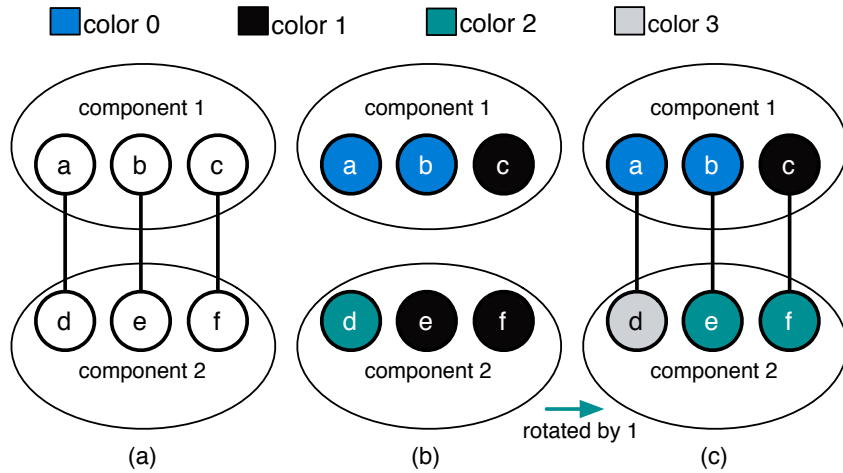 color 0 color 1 color 2 color 3
component 1 component 1 component 1
a b c a b c a b c
d e f d e f d e f
component 2 component 2 component 2
rotated by 1
(a) (b) (c)